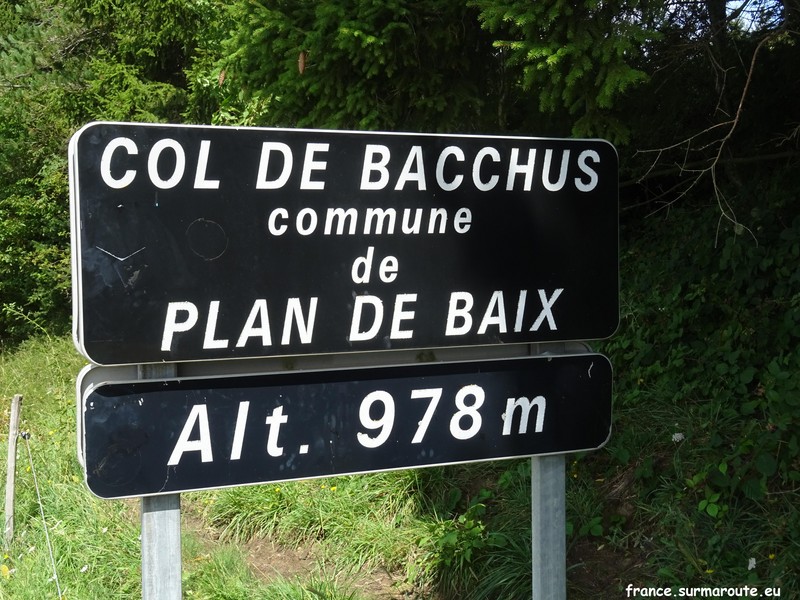 COL DE BACCHUS
commune
de
PLAN DE BAIX
Alt. 978 m
france.surmaroute.eu